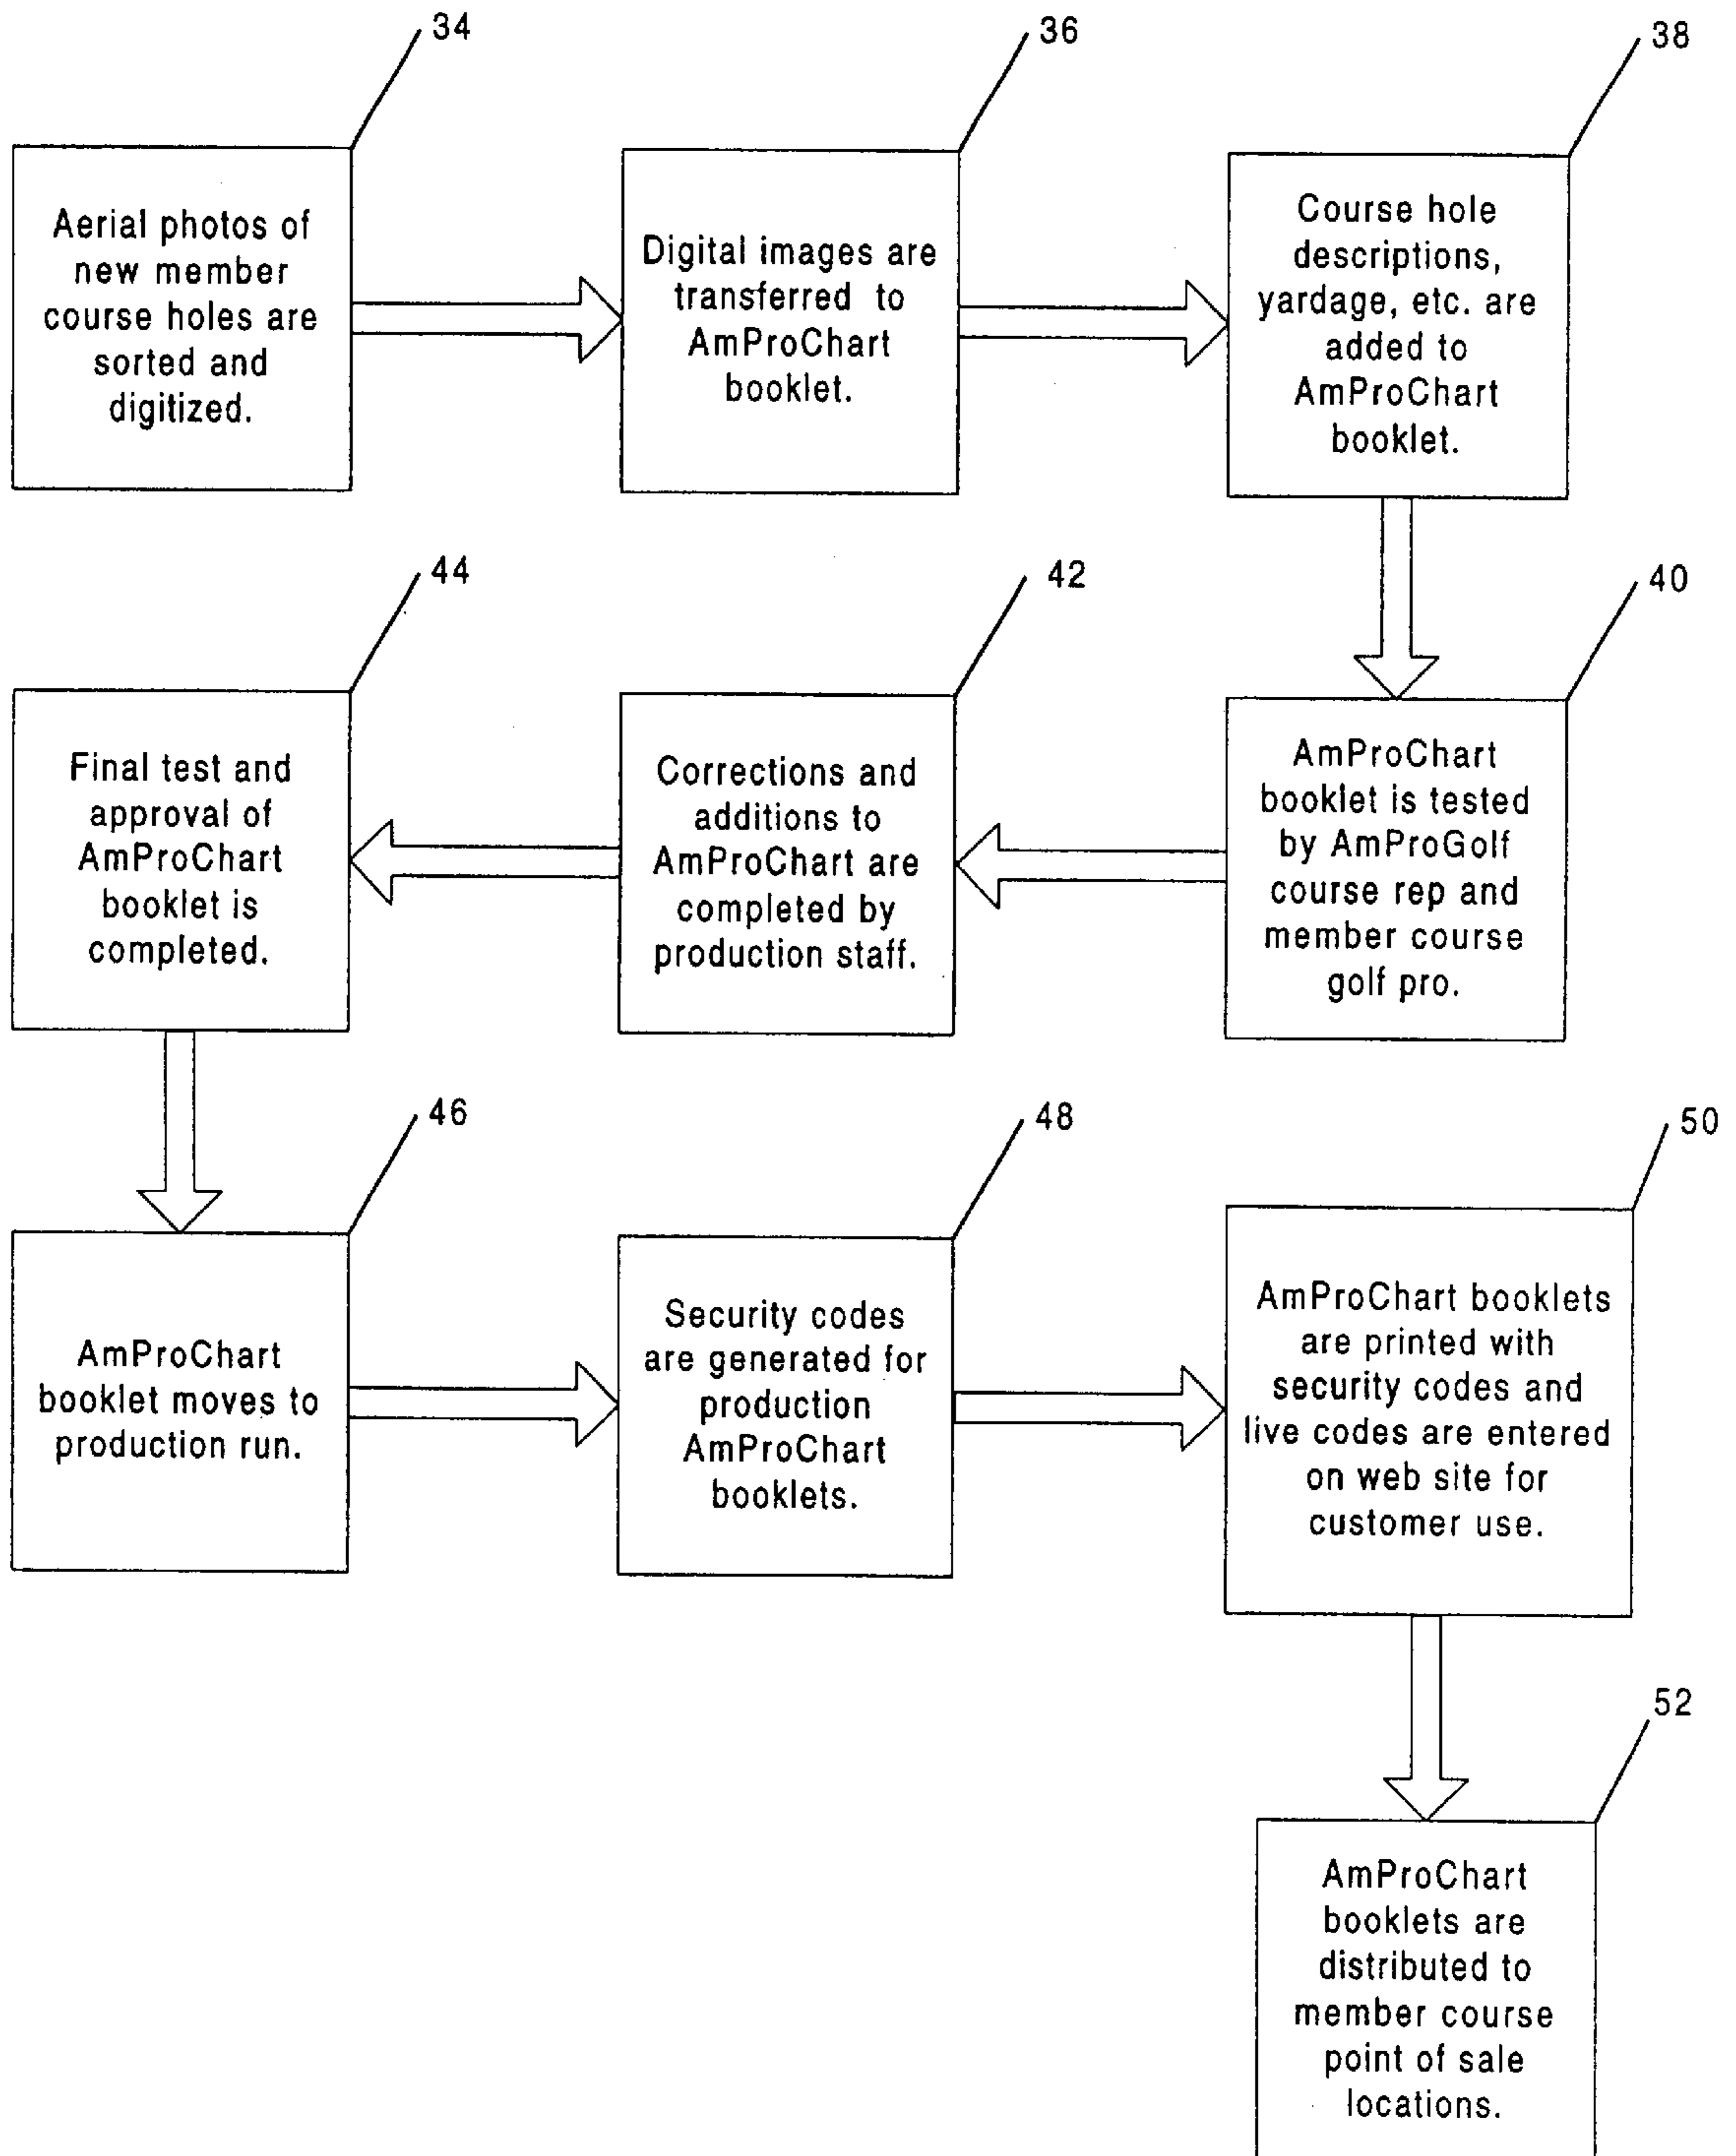 34
Aerial photos of
new member
course holes are
sorted and
digitized.
36
Digital images are
transferred to
AmProChart
booklet.
38
Course hole
descriptions,
yardage, etc. are
added to
AmProChart
booklet.
40
AmProChart
booklet is tested
by AmProGolf
course rep and
member course
golf pro.
42
Corrections and
additions to
AmProChart are
completed by
production staff.
44
Final test and
approval of
AmProChart
booklet is
completed.
46
AmProChart
booklet moves to
production run.
48
Security codes
are generated for
production
AmProChart
booklets.
50
AmProChart booklets
are printed with
security codes and
live codes are entered
on web site for
customer use.
52
AmProChart
booklets are
distributed to
member course
point of sale
locations.